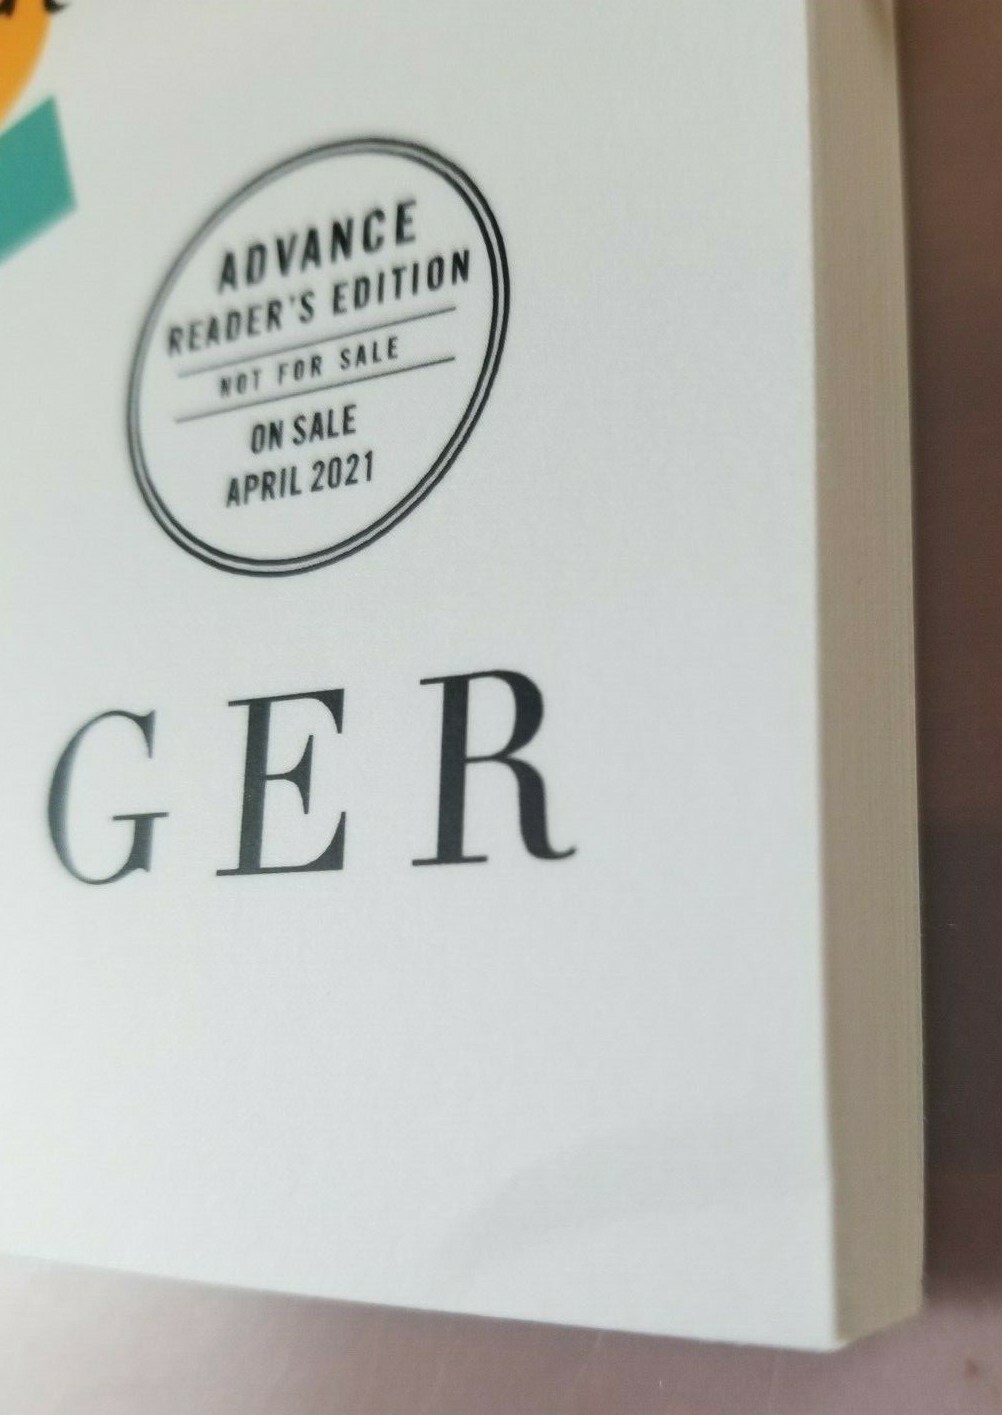 ADVANCE
READER'S EDITION
NOT FOR SALE
ON SALE
APRIL 2021
GER